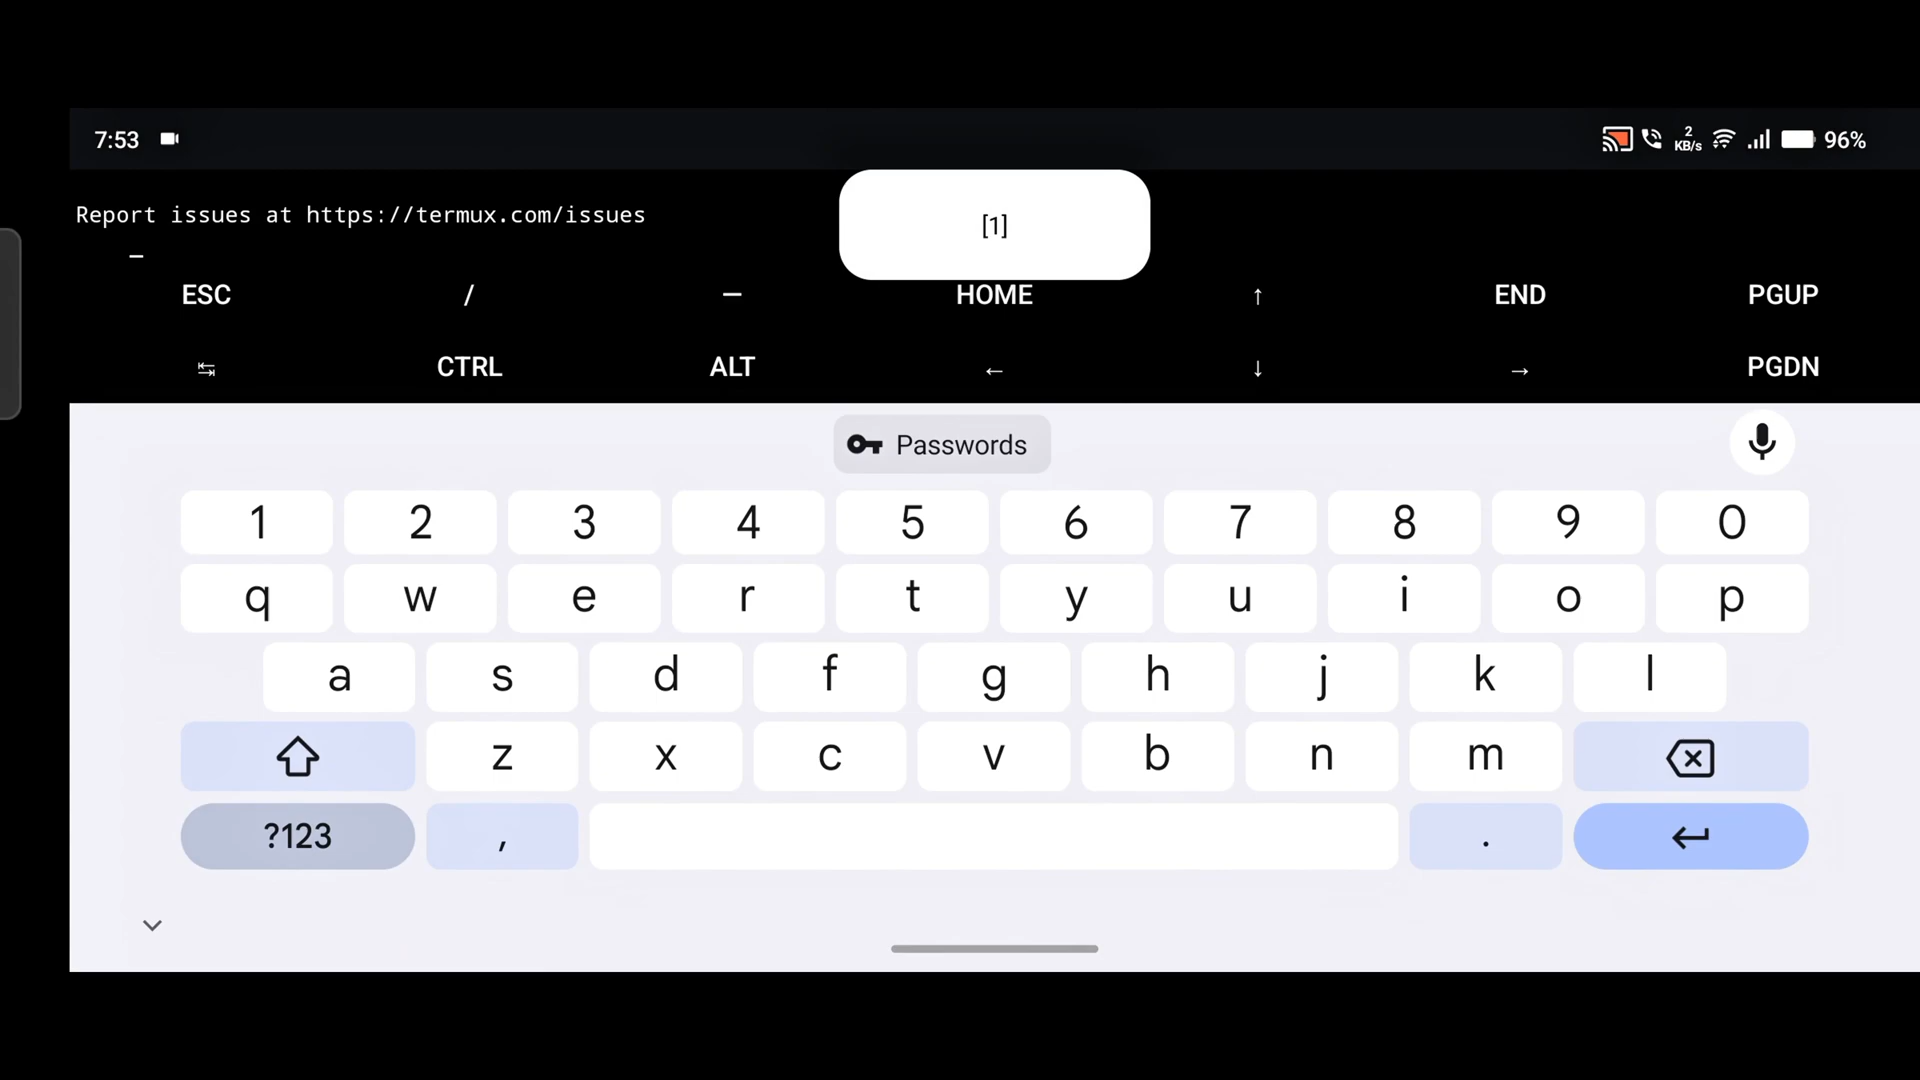 7:53 2 KB/s 96%
Report issues at https://termux.com/issues
[1]
ESC / — HOME ↑ END PGUP
↹ CTRL ALT ← ↓ → PGDN
Passwords
1 2 3 4 5 6 7 8 9 0
q w e r t y u i o p
a s d f g h j k l
z x c v b n m
?123 , .